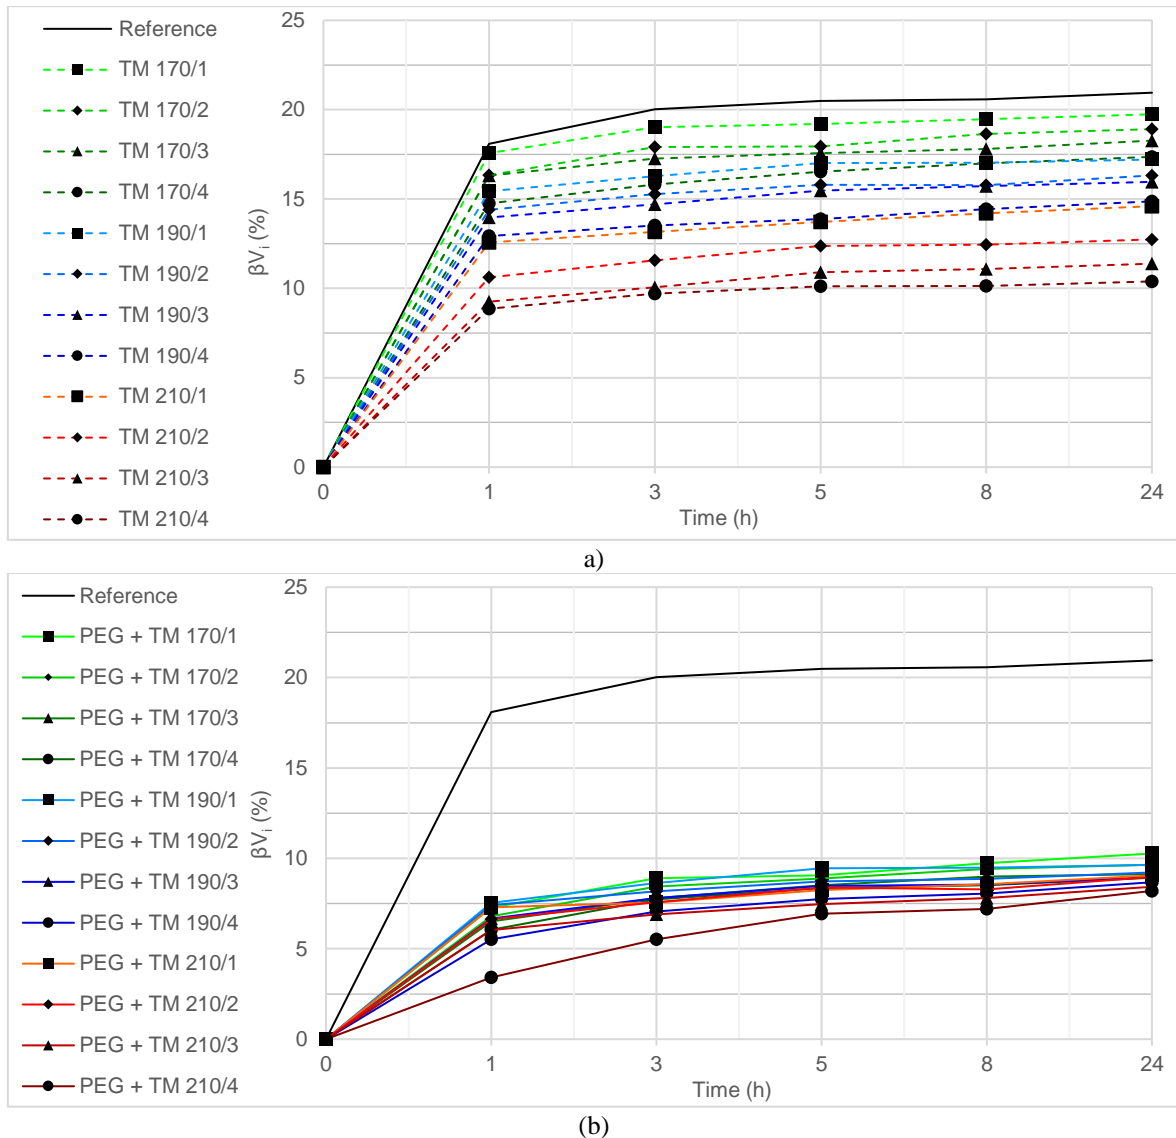 Reference
TM 170/1
TM 170/2
TM 170/3
TM 170/4
TM 190/1
TM 190/2
TM 190/3
TM 190/4
TM 210/1
TM 210/2
TM 210/3
TM 210/4
βVᵢ (%)
25
20
15
10
5
0
0 1 3 5 8 24
Time (h)
a)
Reference
PEG + TM 170/1
PEG + TM 170/2
PEG + TM 170/3
PEG + TM 170/4
PEG + TM 190/1
PEG + TM 190/2
PEG + TM 190/3
PEG + TM 190/4
PEG + TM 210/1
PEG + TM 210/2
PEG + TM 210/3
PEG + TM 210/4
βVᵢ (%)
25
20
15
10
5
0
0 1 3 5 8 24
Time (h)
(b)